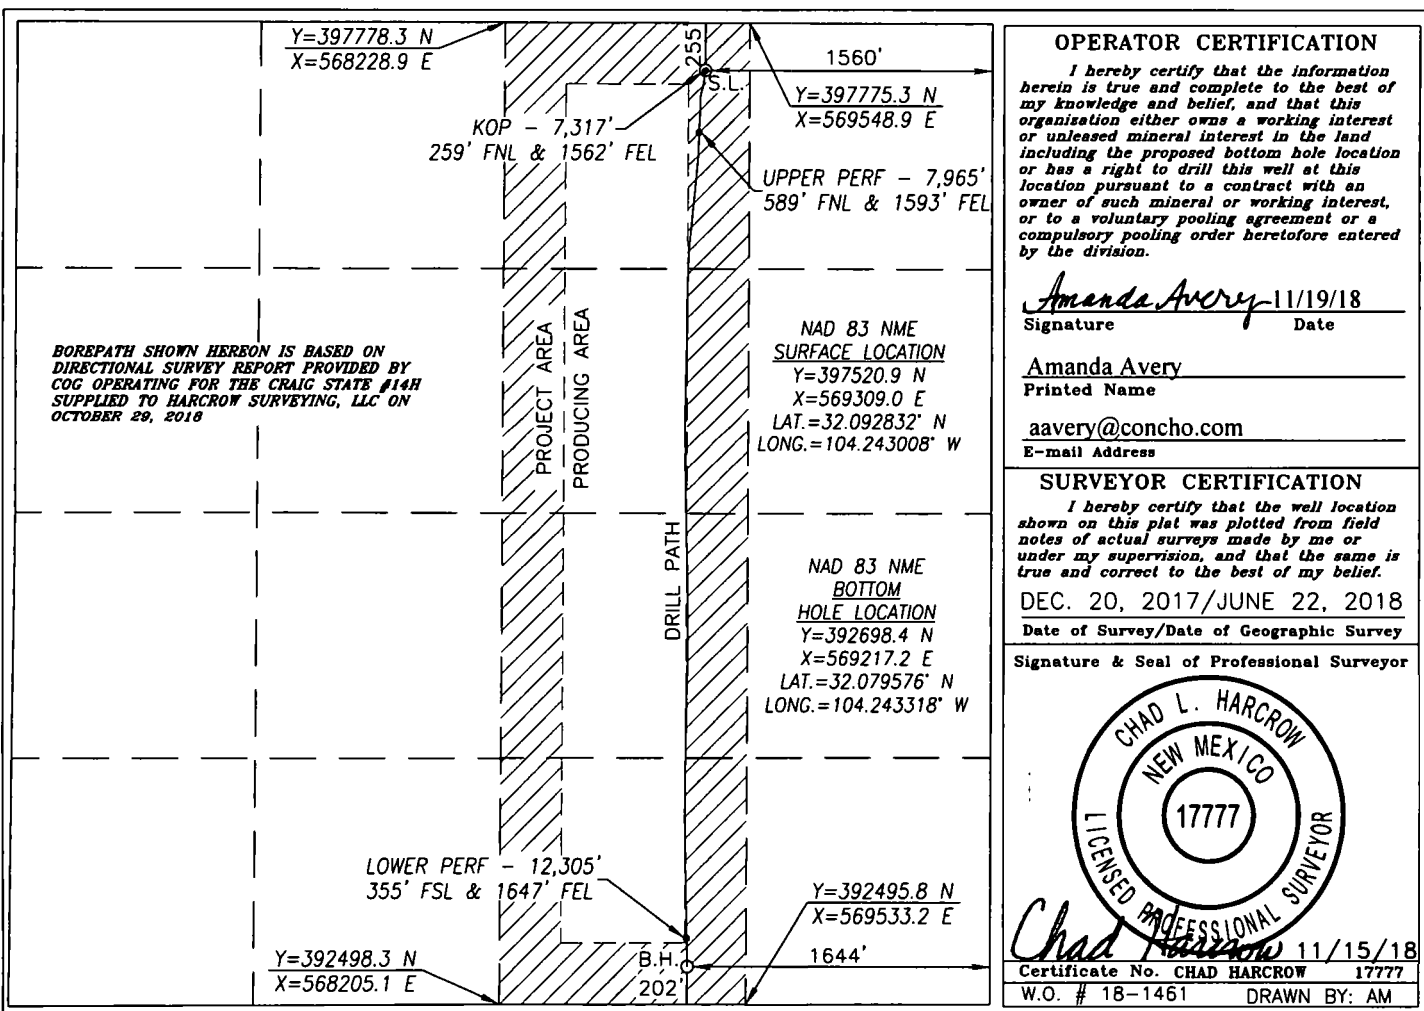 Y=397778.3 N
X=568228.9 E
255
1560'
S.L.
Y=397775.3 N
X=569548.9 E
KOP - 7,317'
259' FNL & 1562' FEL
UPPER PERF - 7,965'
589' FNL & 1593' FEL
BOREPATH SHOWN HEREON IS BASED ON
DIRECTIONAL SURVEY REPORT PROVIDED BY
COG OPERATING FOR THE CRAIG STATE #14H
SUPPLIED TO HARCROW SURVEYING, LLC ON
OCTOBER 29, 2018
PROJECT AREA
PRODUCING AREA
NAD 83 NME
SURFACE LOCATION
Y=397520.9 N
X=569309.0 E
LAT.=32.092832° N
LONG.=104.243008° W
DRILL PATH
NAD 83 NME
BOTTOM
HOLE LOCATION
Y=392698.4 N
X=569217.2 E
LAT.=32.079576° N
LONG.=104.243318° W
LOWER PERF - 12,305'
355' FSL & 1647' FEL
Y=392495.8 N
X=569533.2 E
B.H.
1644'
202'
Y=392498.3 N
X=568205.1 E
OPERATOR CERTIFICATION
I hereby certify that the information
herein is true and complete to the best of
my knowledge and belief, and that this
organization either owns a working interest
or unleased mineral interest in the land
including the proposed bottom hole location
or has a right to drill this well at this
location pursuant to a contract with an
owner of such mineral or working interest,
or to a voluntary pooling agreement or a
compulsory pooling order heretofore entered
by the division.
Amanda Avery 11/19/18
Signature Date
Amanda Avery
Printed Name
aavery@concho.com
E-mail Address
SURVEYOR CERTIFICATION
I hereby certify that the well location
shown on this plat was plotted from field
notes of actual surveys made by me or
under my supervision, and that the same is
true and correct to the best of my belief.
DEC. 20, 2017/JUNE 22, 2018
Date of Survey/Date of Geographic Survey
Signature & Seal of Professional Surveyor
CHAD L. HARCROW
NEW MEXICO
17777
LICENSED PROFESSIONAL SURVEYOR
Chad Harcrow 11/15/18
Certificate No. CHAD HARCROW 17777
W.O. # 18-1461 DRAWN BY: AM